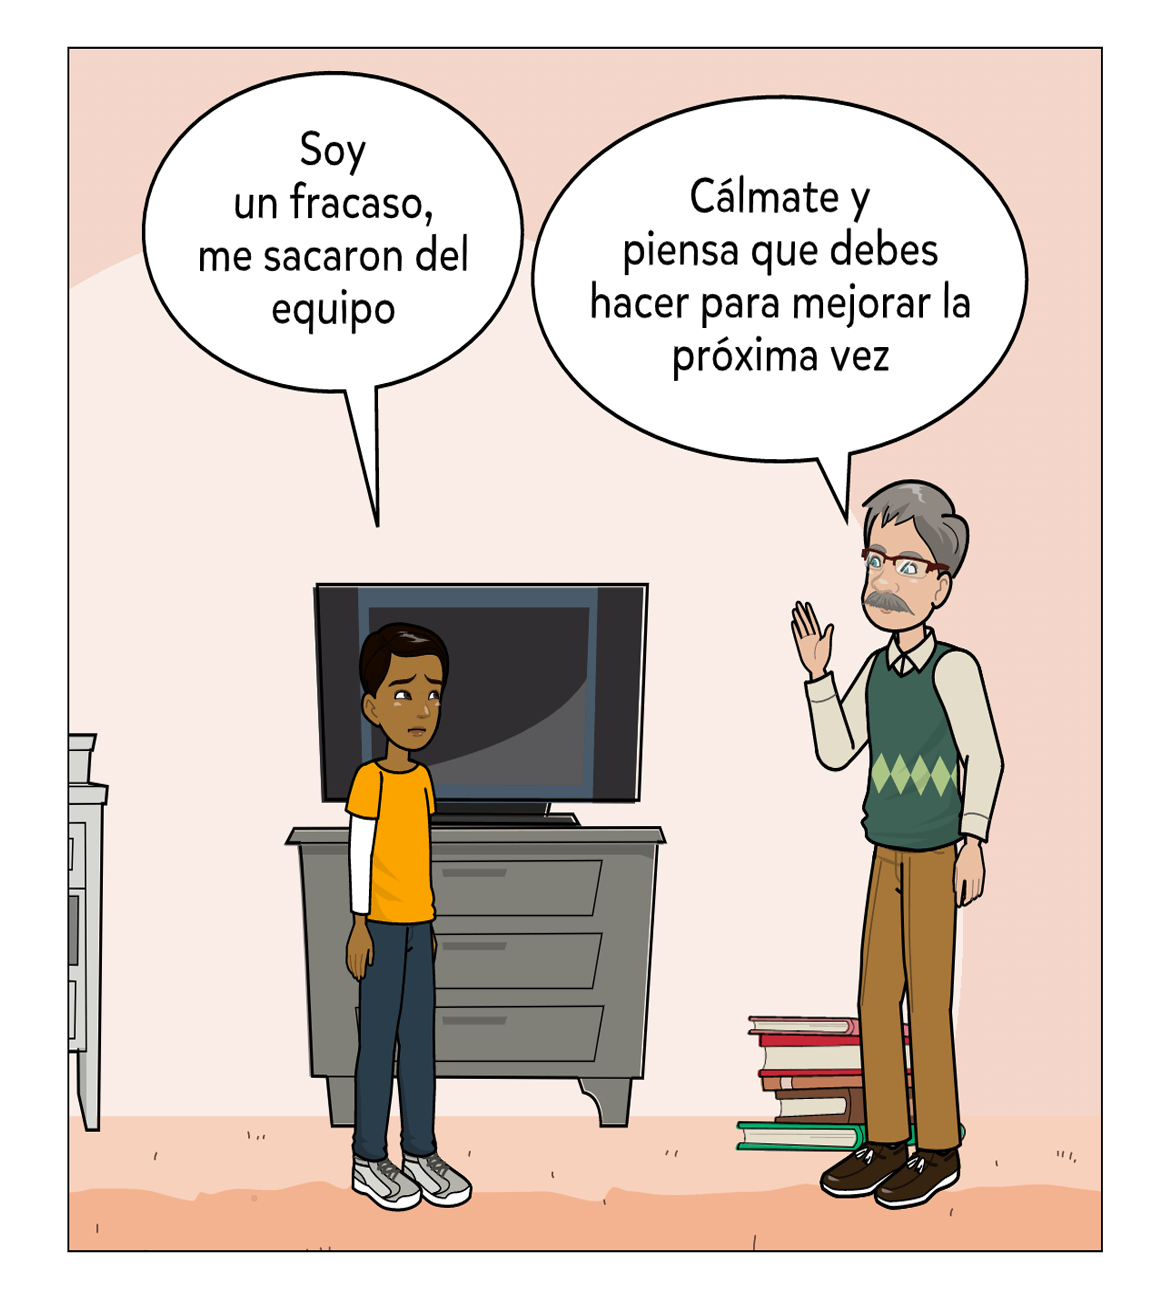 Soy
un fracaso,
me sacaron del
equipo
Cálmate y
piensa que debes
hacer para mejorar la
próxima vez